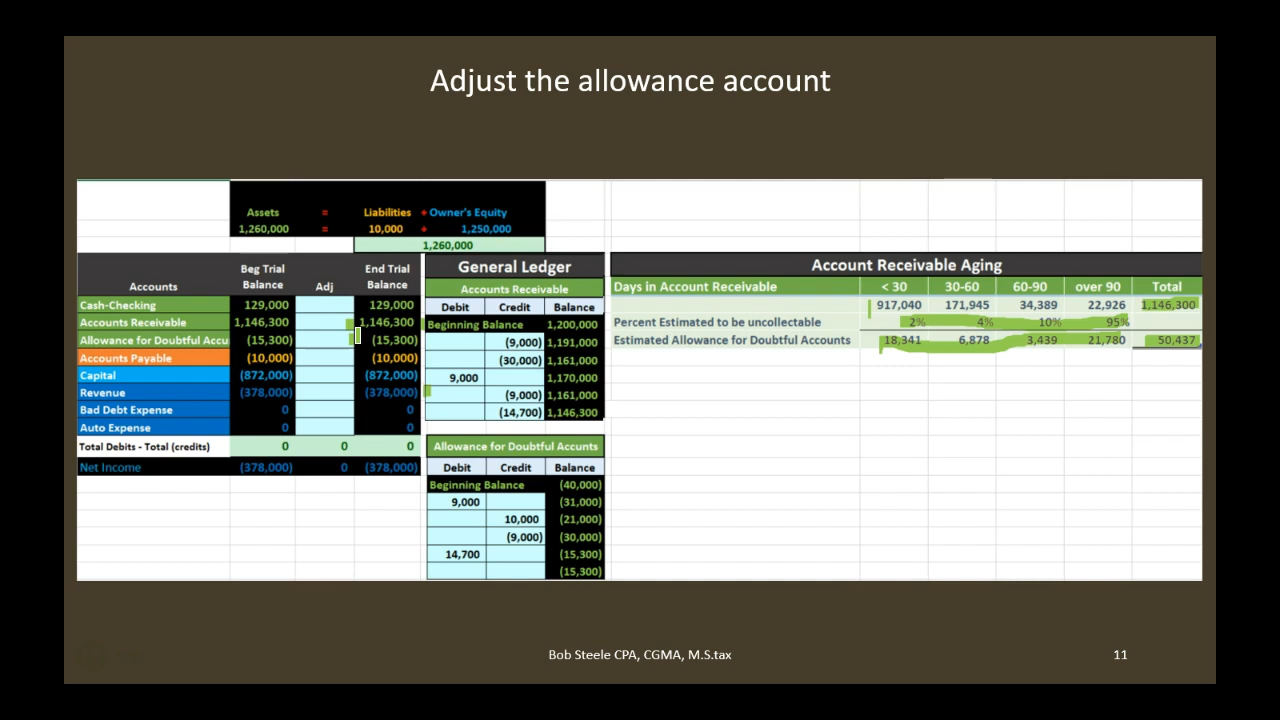 Adjust the allowance account
Assets = Liabilities + Owner's Equity
1,260,000 = 10,000 + 1,250,000
1,260,000
Accounts Beg Trial Balance Adj End Trial Balance
Cash-Checking 129,000 129,000
Accounts Receivable 1,146,300 1,146,300
Allowance for Doubtful Accu (15,300) (15,300)
Accounts Payable (10,000) (10,000)
Capital (872,000) (872,000)
Revenue (378,000) (378,000)
Bad Debt Expense 0 0
Auto Expense 0 0
Total Debits - Total (credits) 0 0 0
Net Income (378,000) 0 (378,000)
General Ledger
Accounts Receivable
Debit Credit Balance
Beginning Balance 1,200,000
(9,000) 1,191,000
(30,000) 1,161,000
9,000 1,170,000
(9,000) 1,161,000
(14,700) 1,146,300
Allowance for Doubtful Accunts
Debit Credit Balance
Beginning Balance (40,000)
9,000 (31,000)
10,000 (21,000)
(9,000) (30,000)
14,700 (15,300)
(15,300)
Account Receivable Aging
Days in Account Receivable < 30 30-60 60-90 over 90 Total
917,040 171,945 34,389 22,926 1,146,300
Percent Estimated to be uncollectable 2% 4% 10% 95%
Estimated Allowance for Doubtful Accounts 18,341 6,878 3,439 21,780 50,437
Bob Steele CPA, CGMA, M.S.tax
11